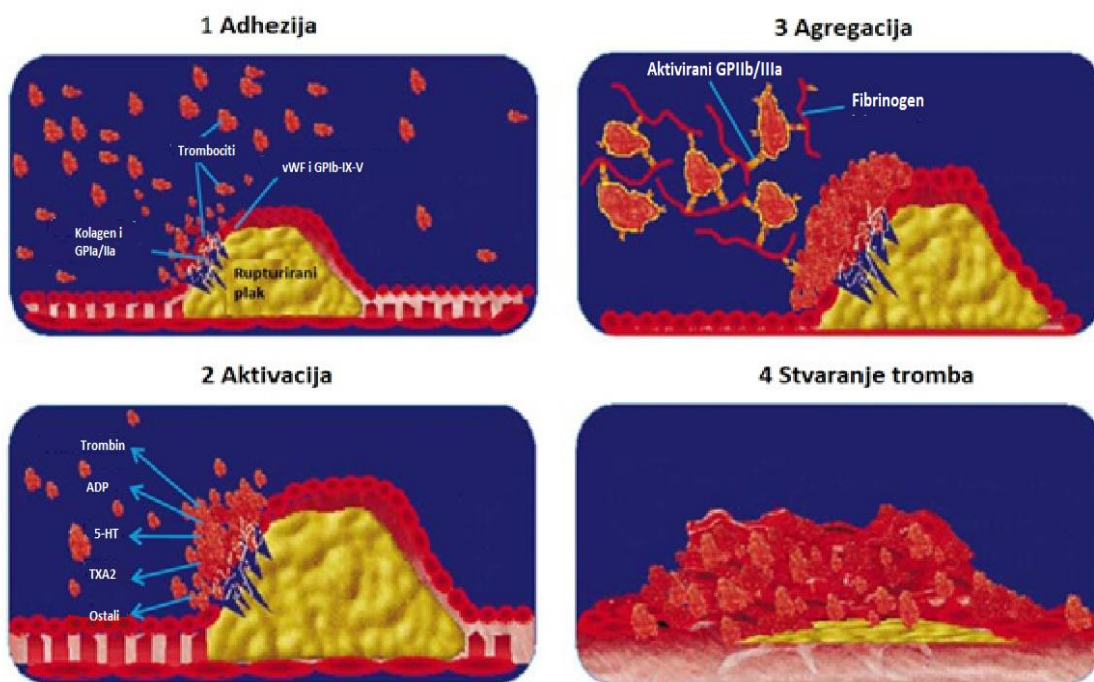 1 Adhezija
Trombociti
vWF i GPIb-IX-V
Kolagen i
GPIa/IIa
Rupturirani
plak
3 Agregacija
Aktivirani GPIIb/IIIa
Fibrinogen
2 Aktivacija
Trombin
ADP
5-HT
TXA2
Ostali
4 Stvaranje tromba